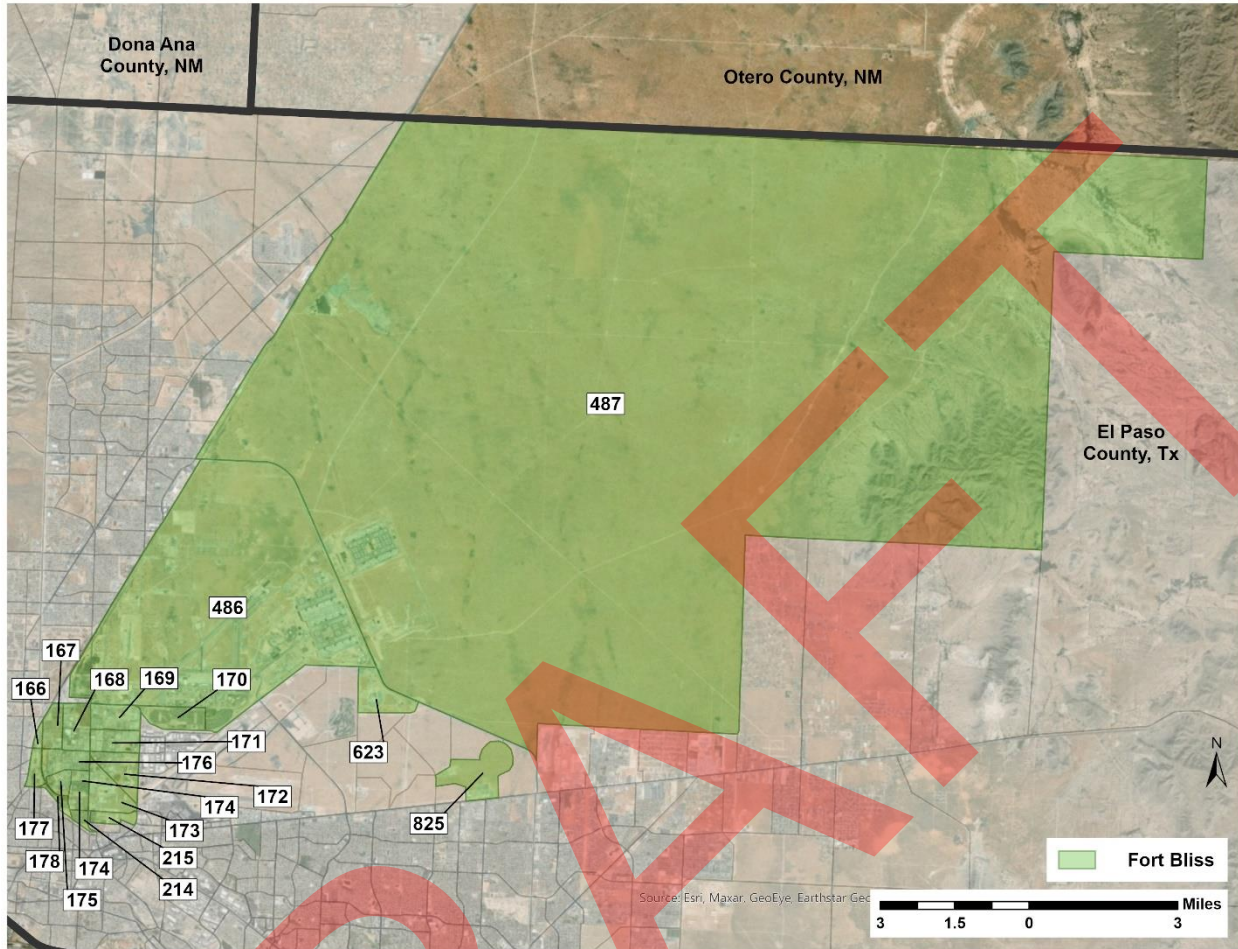 Dona Ana
County, NM
Otero County, NM
487
El Paso
County, Tx
486
167
166
168
169
170
171
176
623
172
174
825
173
177
215
178
174
214
175
N
Fort Bliss
Source: Esri, Maxar, GeoEye, Earthstar
Miles
3
1.5
0
3
AFT